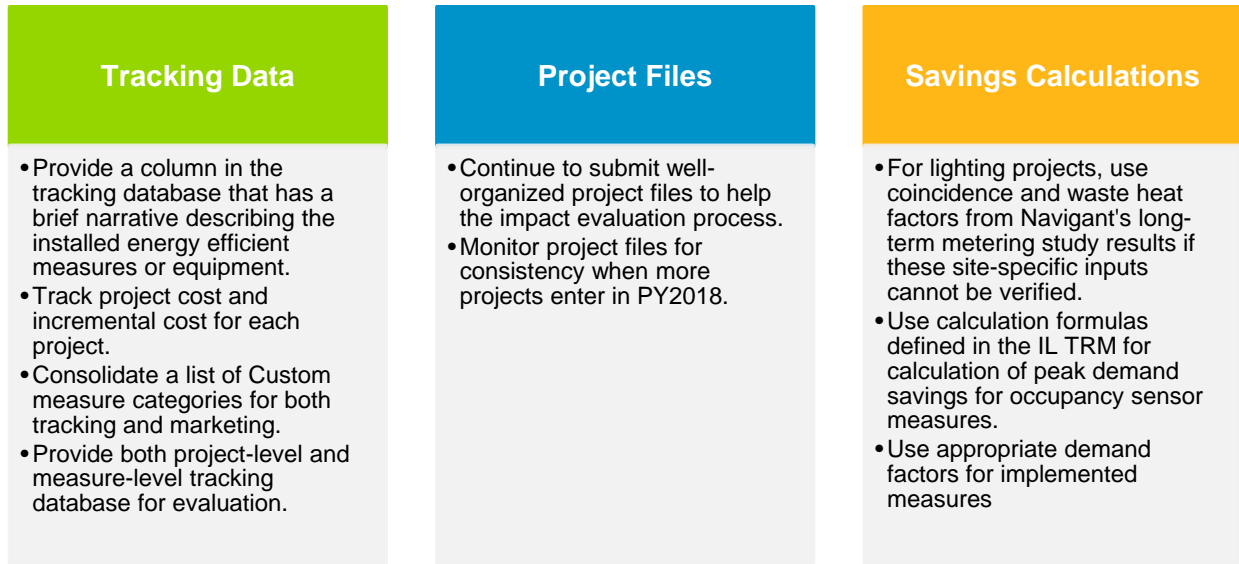 Tracking Data
•Provide a column in the
tracking database that has a
brief narrative describing the
installed energy efficient
measures or equipment.
•Track project cost and
incremental cost for each
project.
•Consolidate a list of Custom
measure categories for both
tracking and marketing.
•Provide both project-level and
measure-level tracking
database for evaluation.
Project Files
•Continue to submit well-
organized project files to help
the impact evaluation process.
•Monitor project files for
consistency when more
projects enter in PY2018.
Savings Calculations
•For lighting projects, use
coincidence and waste heat
factors from Navigant's long-
term metering study results if
these site-specific inputs
cannot be verified.
•Use calculation formulas
defined in the IL TRM for
calculation of peak demand
savings for occupancy sensor
measures.
•Use appropriate demand
factors for implemented
measures